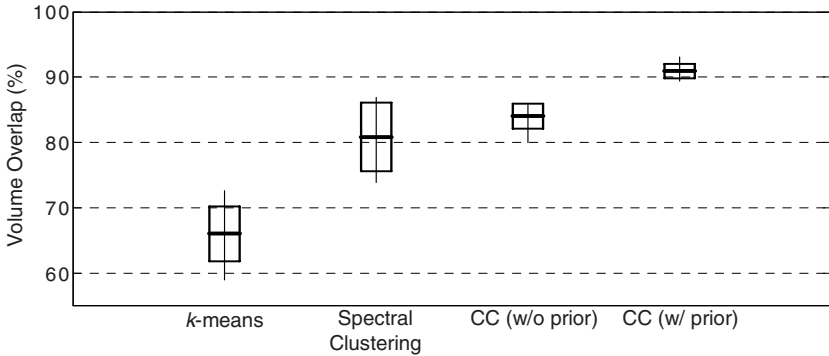 100
90
80
70
60
Volume Overlap (%)
k-means
Spectral
Clustering
CC (w/o prior)
CC (w/ prior)